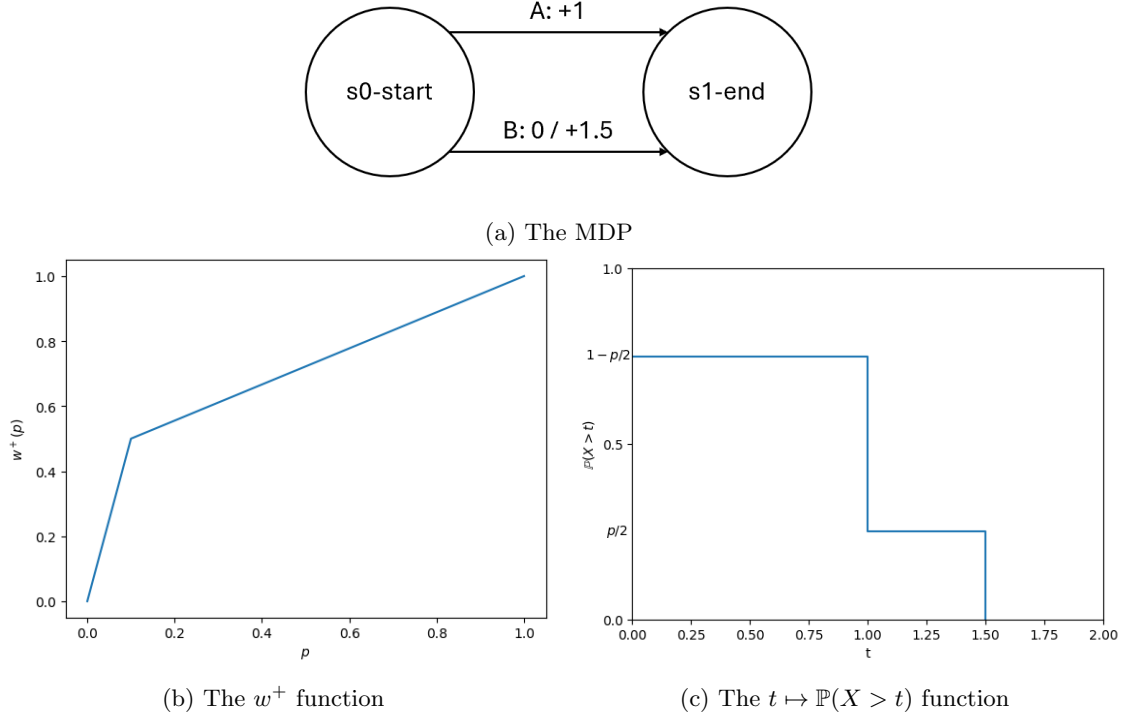 A: +1
s0-start
s1-end
B: 0 / +1.5
(a) The MDP
1.0
0.8
0.6
0.4
0.2
0.0
w⁺(p)
0.0 0.2 0.4 0.6 0.8 1.0
p
(b) The w⁺ function
1.0
1 − p/2
0.5
p/2
0.0
ℙ(X > t)
0.00 0.25 0.50 0.75 1.00 1.25 1.50 1.75 2.00
t
(c) The t ↦ ℙ(X > t) function